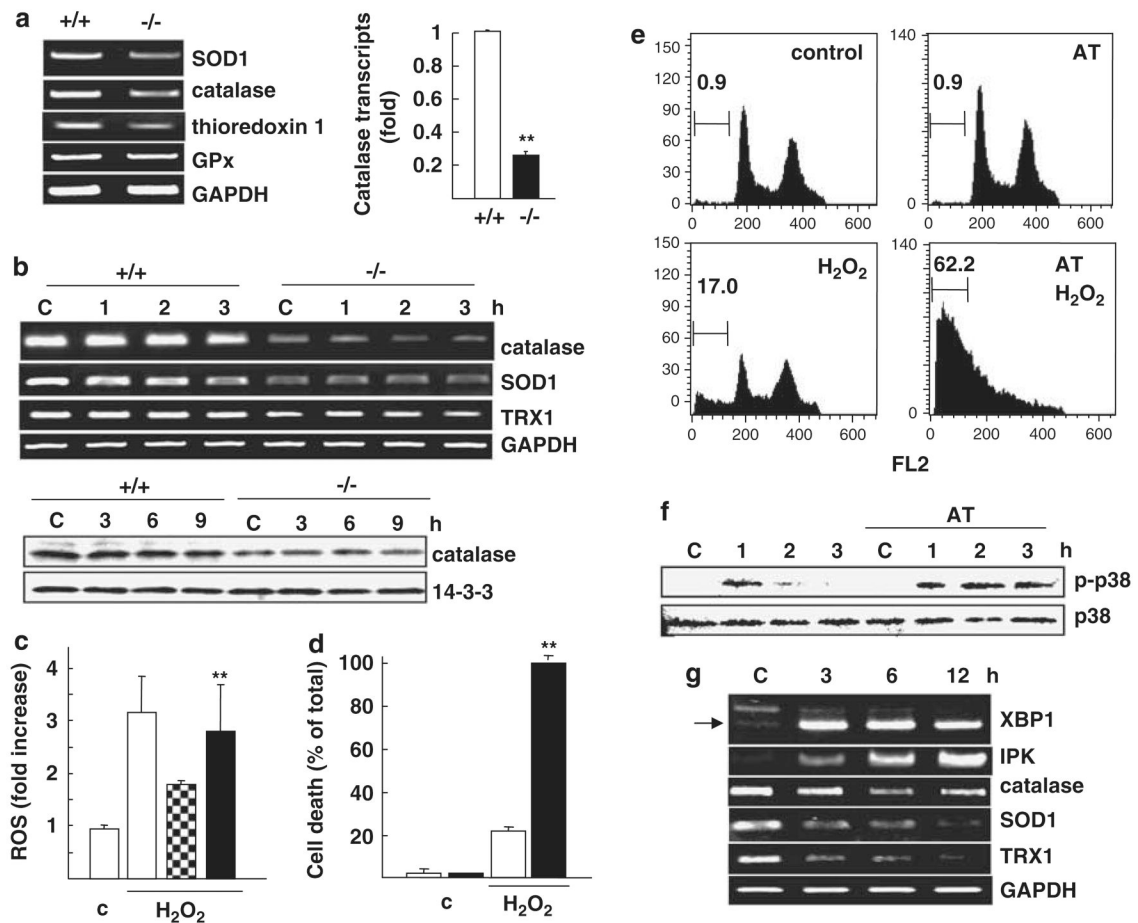 a
+/+ -/-
SOD1
catalase
thioredoxin 1
GPx
GAPDH
Catalase transcripts
(fold)
1
0.8
0.6
0.4
0.2
**
+/+ -/-
b
+/+ -/-
C 1 2 3 C 1 2 3 h
catalase
SOD1
TRX1
GAPDH
+/+ -/-
C 3 6 9 C 3 6 9 h
catalase
14-3-3
c
ROS (fold increase)
4
3
2
1
**
c H2O2
d
Cell death (% of total)
100
80
60
40
20
**
c H2O2
e
150
120
90
60
30
0
control
0.9
0 200 400 600
140
0
AT
0.9
0 200 400 600
150
120
90
60
30
0
H2O2
17.0
0 200 400 600
140
0
62.2
AT
H2O2
0 200 400 600
FL2
f
AT
C 1 2 3 C 1 2 3 h
p-p38
p38
g
C 3 6 12 h
XBP1
IPK
catalase
SOD1
TRX1
GAPDH